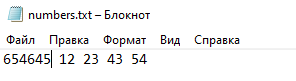 numbers.txt – Блокнот
Файл Правка Формат Вид Справка
654645 12 23 43 54